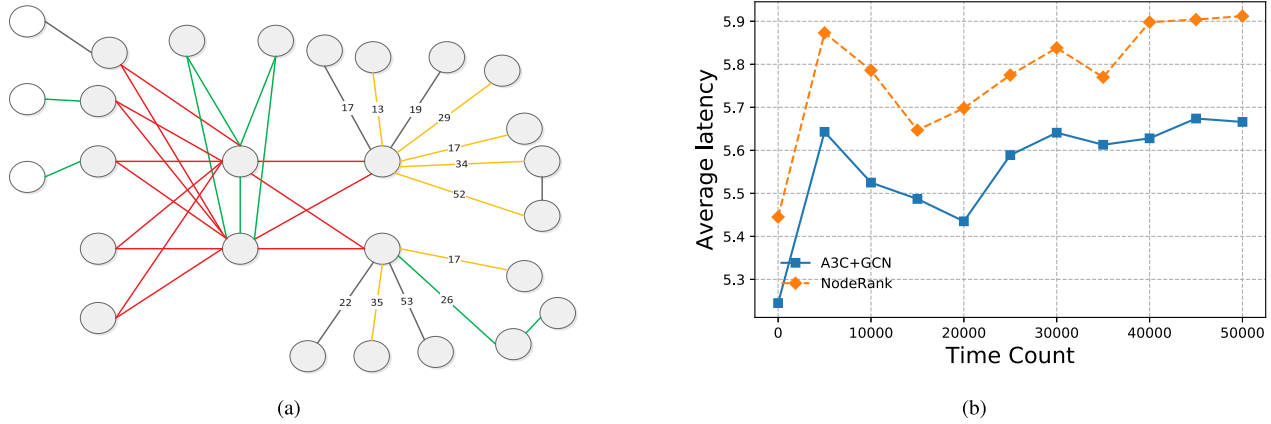 17
13
19
29
17
34
52
17
22
35
53
26
(a)
Average latency
5.9
5.8
5.7
5.6
5.5
5.4
5.3
A3C+GCN
NodeRank
0 10000 20000 30000 40000 50000
Time Count
(b)